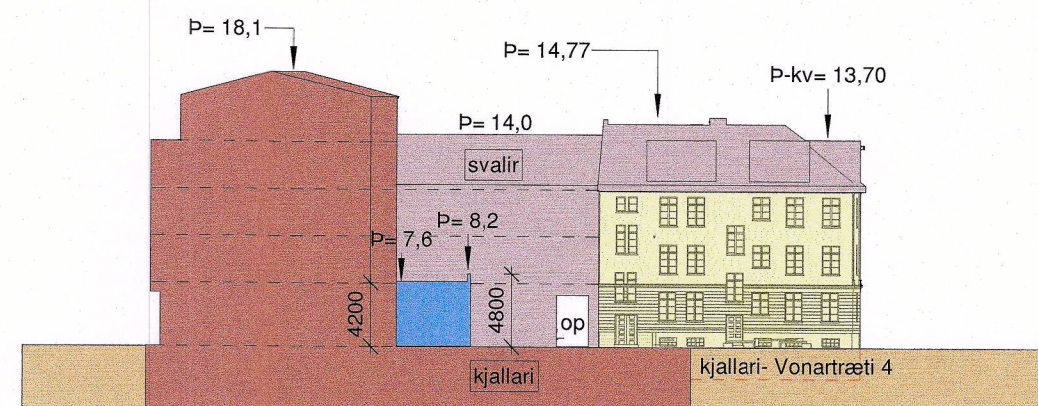 Þ= 18,1
Þ= 14,77
Þ-kv= 13,70
Þ= 14,0
svalir
Þ= 8,2
Þ= 7,6
4200
4800
op
kjallari
kjallari- Vonartræti 4